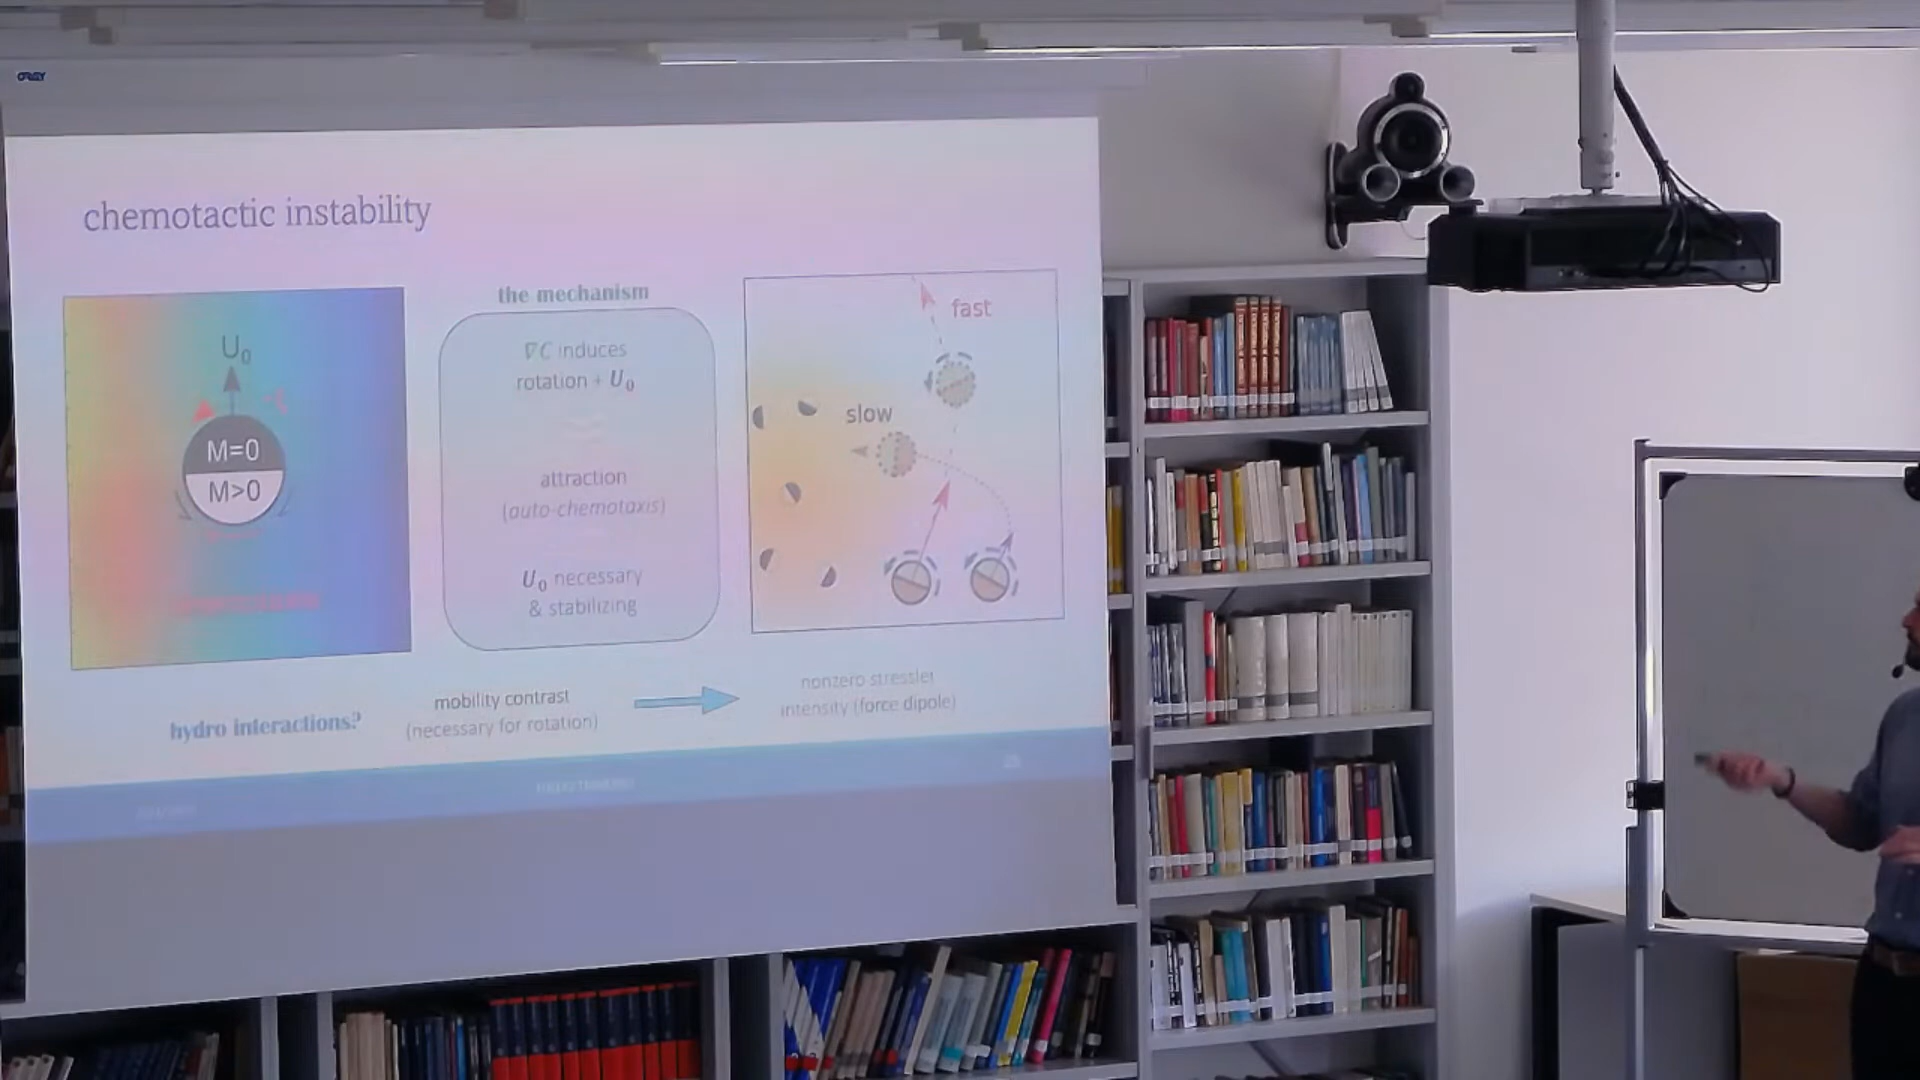 chemotactic instability
U₀
M=0
M>0
the mechanism
∇C induces
rotation + U₀
attraction
(auto-chemotaxis)
U₀ necessary
& stabilizing
fast
slow
hydro interactions?
mobility contrast
(necessary for rotation)
nonzero stresslet
intensity (force dipole)